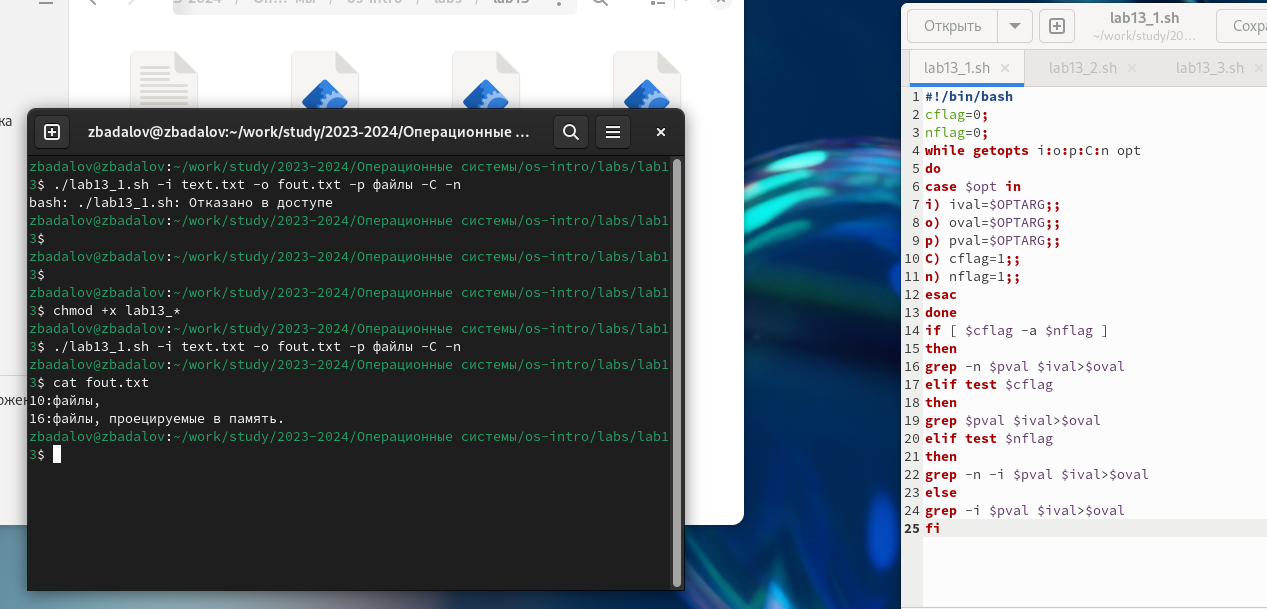 lab13
ка
ожен
zbadalov@zbadalov:~/work/study/2023-2024/Операционные ...
zbadalov@zbadalov:~/work/study/2023-2024/Операционные системы/os-intro/labs/lab1
3$ ./lab13_1.sh -i text.txt -o fout.txt -p файлы -C -n
bash: ./lab13_1.sh: Отказано в доступе
zbadalov@zbadalov:~/work/study/2023-2024/Операционные системы/os-intro/labs/lab1
3$
zbadalov@zbadalov:~/work/study/2023-2024/Операционные системы/os-intro/labs/lab1
3$
zbadalov@zbadalov:~/work/study/2023-2024/Операционные системы/os-intro/labs/lab1
3$ chmod +x lab13_*
zbadalov@zbadalov:~/work/study/2023-2024/Операционные системы/os-intro/labs/lab1
3$ ./lab13_1.sh -i text.txt -o fout.txt -p файлы -C -n
zbadalov@zbadalov:~/work/study/2023-2024/Операционные системы/os-intro/labs/lab1
3$ cat fout.txt
10:файлы,
16:файлы, проецируемые в память.
zbadalov@zbadalov:~/work/study/2023-2024/Операционные системы/os-intro/labs/lab1
3$
Открыть
lab13_1.sh
~/work/study/20...
Сохра
lab13_1.sh × lab13_2.sh × lab13_3.sh ×
1 #!/bin/bash
2 cflag=0;
3 nflag=0;
4 while getopts i:o:p:C:n opt
5 do
6 case $opt in
7 i) ival=$OPTARG;;
8 o) oval=$OPTARG;;
9 p) pval=$OPTARG;;
10 C) cflag=1;;
11 n) nflag=1;;
12 esac
13 done
14 if [ $cflag -a $nflag ]
15 then
16 grep -n $pval $ival>$oval
17 elif test $cflag
18 then
19 grep $pval $ival>$oval
20 elif test $nflag
21 then
22 grep -n -i $pval $ival>$oval
23 else
24 grep -i $pval $ival>$oval
25 fi